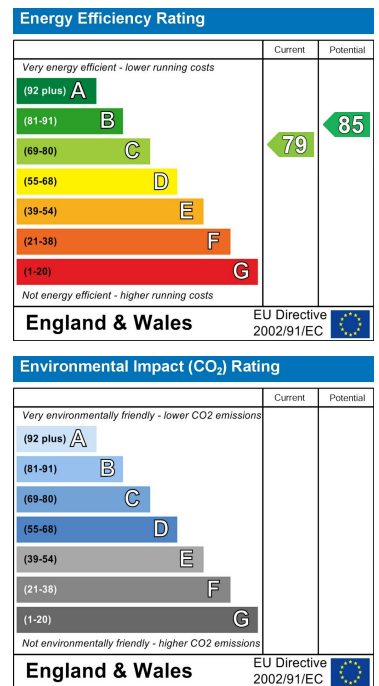 Energy Efficiency Rating
Current Potential
Very energy efficient - lower running costs
(92 plus) A
(81-91) B
(69-80) C
(55-68) D
(39-54) E
(21-38) F
(1-20) G
79
85
Not energy efficient - higher running costs
England & Wales
EU Directive
2002/91/EC
Environmental Impact (CO₂) Rating
Current Potential
Very environmentally friendly - lower CO2 emissions
(92 plus) A
(81-91) B
(69-80) C
(55-68) D
(39-54) E
(21-38) F
(1-20) G
Not environmentally friendly - higher CO2 emissions
England & Wales
EU Directive
2002/91/EC